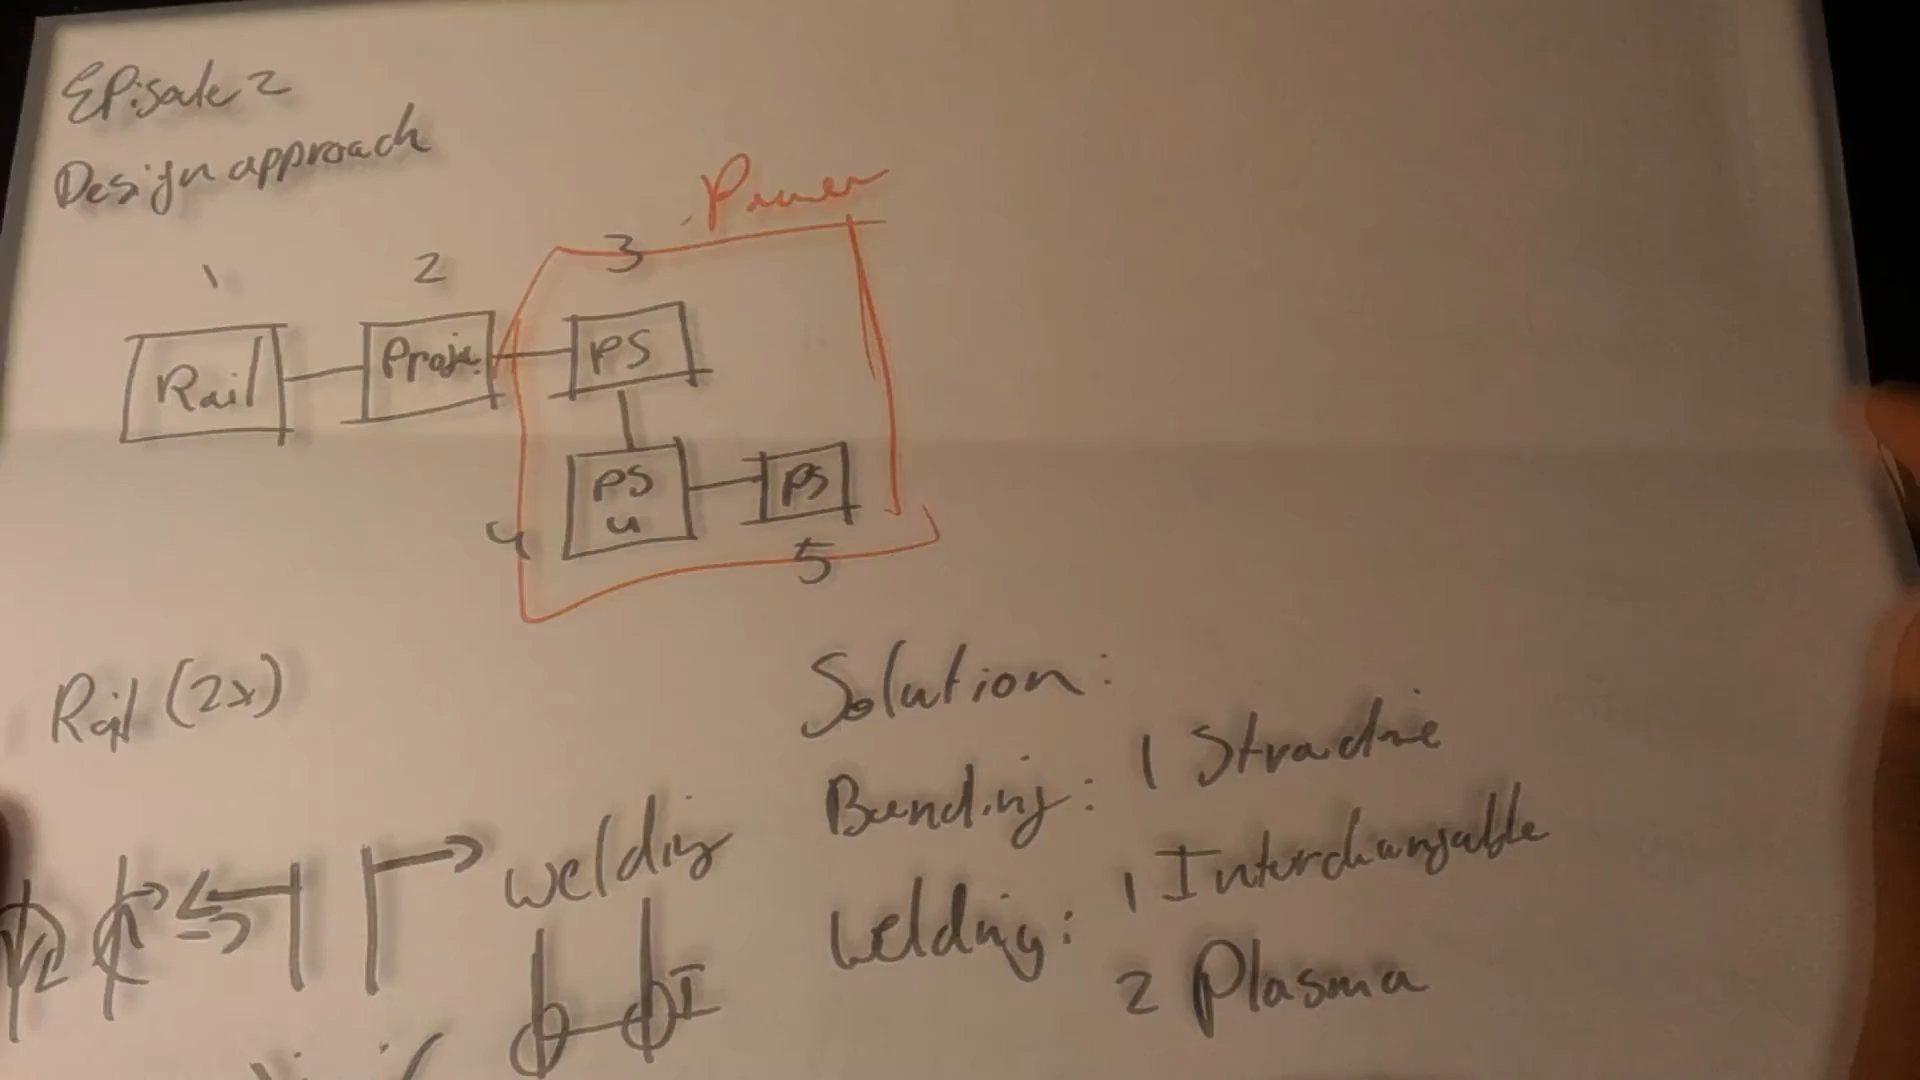 Episode 2
Design approach
Power
1
2
3
Rail
Proje.
PS
PS
u
PS
4
5
Rail (2x)
Solution:
Bending: 1 Structure
welding
Welding: 1 Interchangable
2 Plasma
I